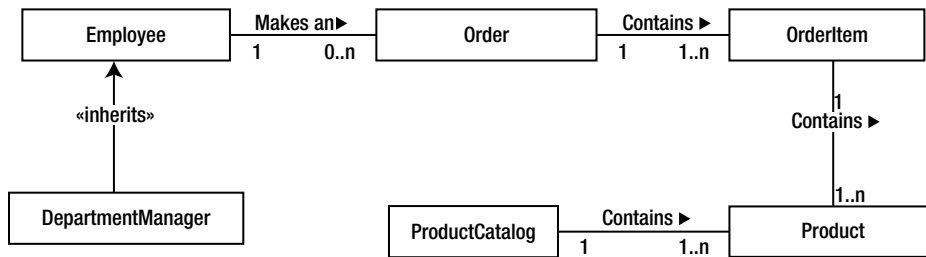 Employee
Makes an ▶
1 0..n
Order
Contains ▶
1 1..n
OrderItem
«inherits»
1
Contains ▶
1..n
DepartmentManager
ProductCatalog
Contains ▶
1 1..n
Product